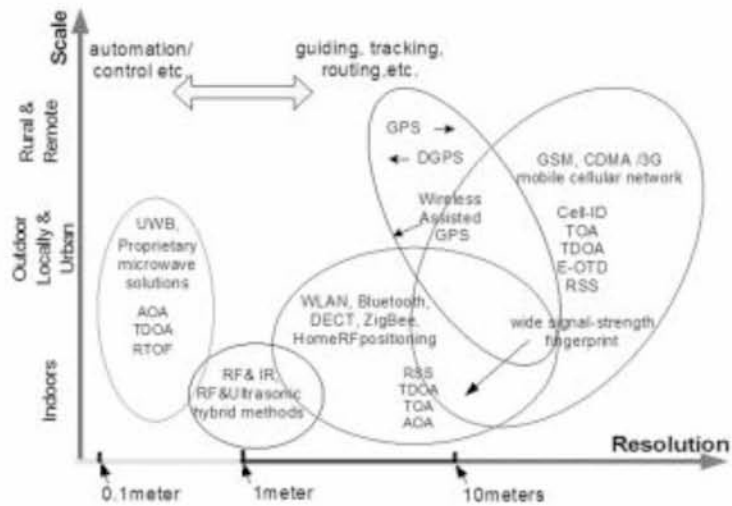 Scale
automation/
control etc
guiding, tracking,
routing,etc.
Rural &
Remote
Outdoor
Locally &
Urban
Indoors
GPS
DGPS
Wireless
Assisted
GPS
GSM, CDMA /3G
mobile cellular network
Cell-ID
TOA
TDOA
E-OTD
RSS
UWB,
Proprietary
microwave
solutions
AOA
TDOA
RTOF
WLAN, Bluetooth,
DECT, ZigBee,
HomeRFpositioning
RSS
TDOA
TOA
AOA
wide signal-strength
fingerprint
RF& IR,
RF&Ultrasonic
hybrid methods
Resolution
0.1meter
1meter
10meters